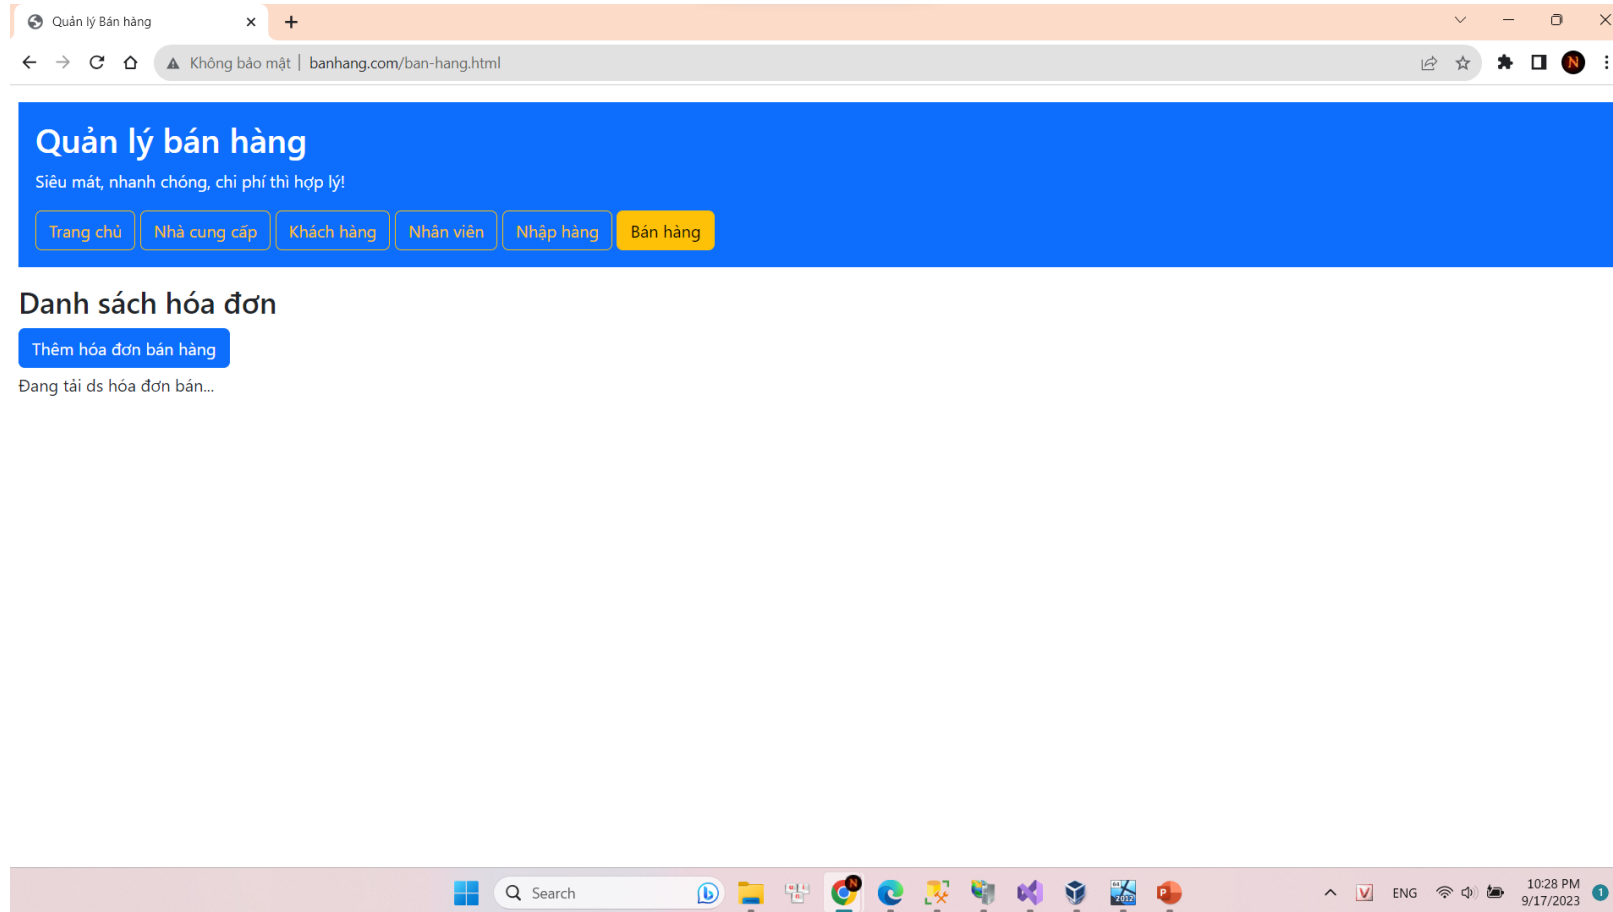 Quản lý Bán hàng
Không bảo mật | banhang.com/ban-hang.html
N
Quản lý bán hàng
Siêu mát, nhanh chóng, chi phí thì hợp lý!
Trang chủ Nhà cung cấp Khách hàng Nhân viên Nhập hàng Bán hàng
Danh sách hóa đơn
Thêm hóa đơn bán hàng
Đang tải ds hóa đơn bán...
Search
N
64
2012
P
V
ENG
10:28 PM
9/17/2023
1